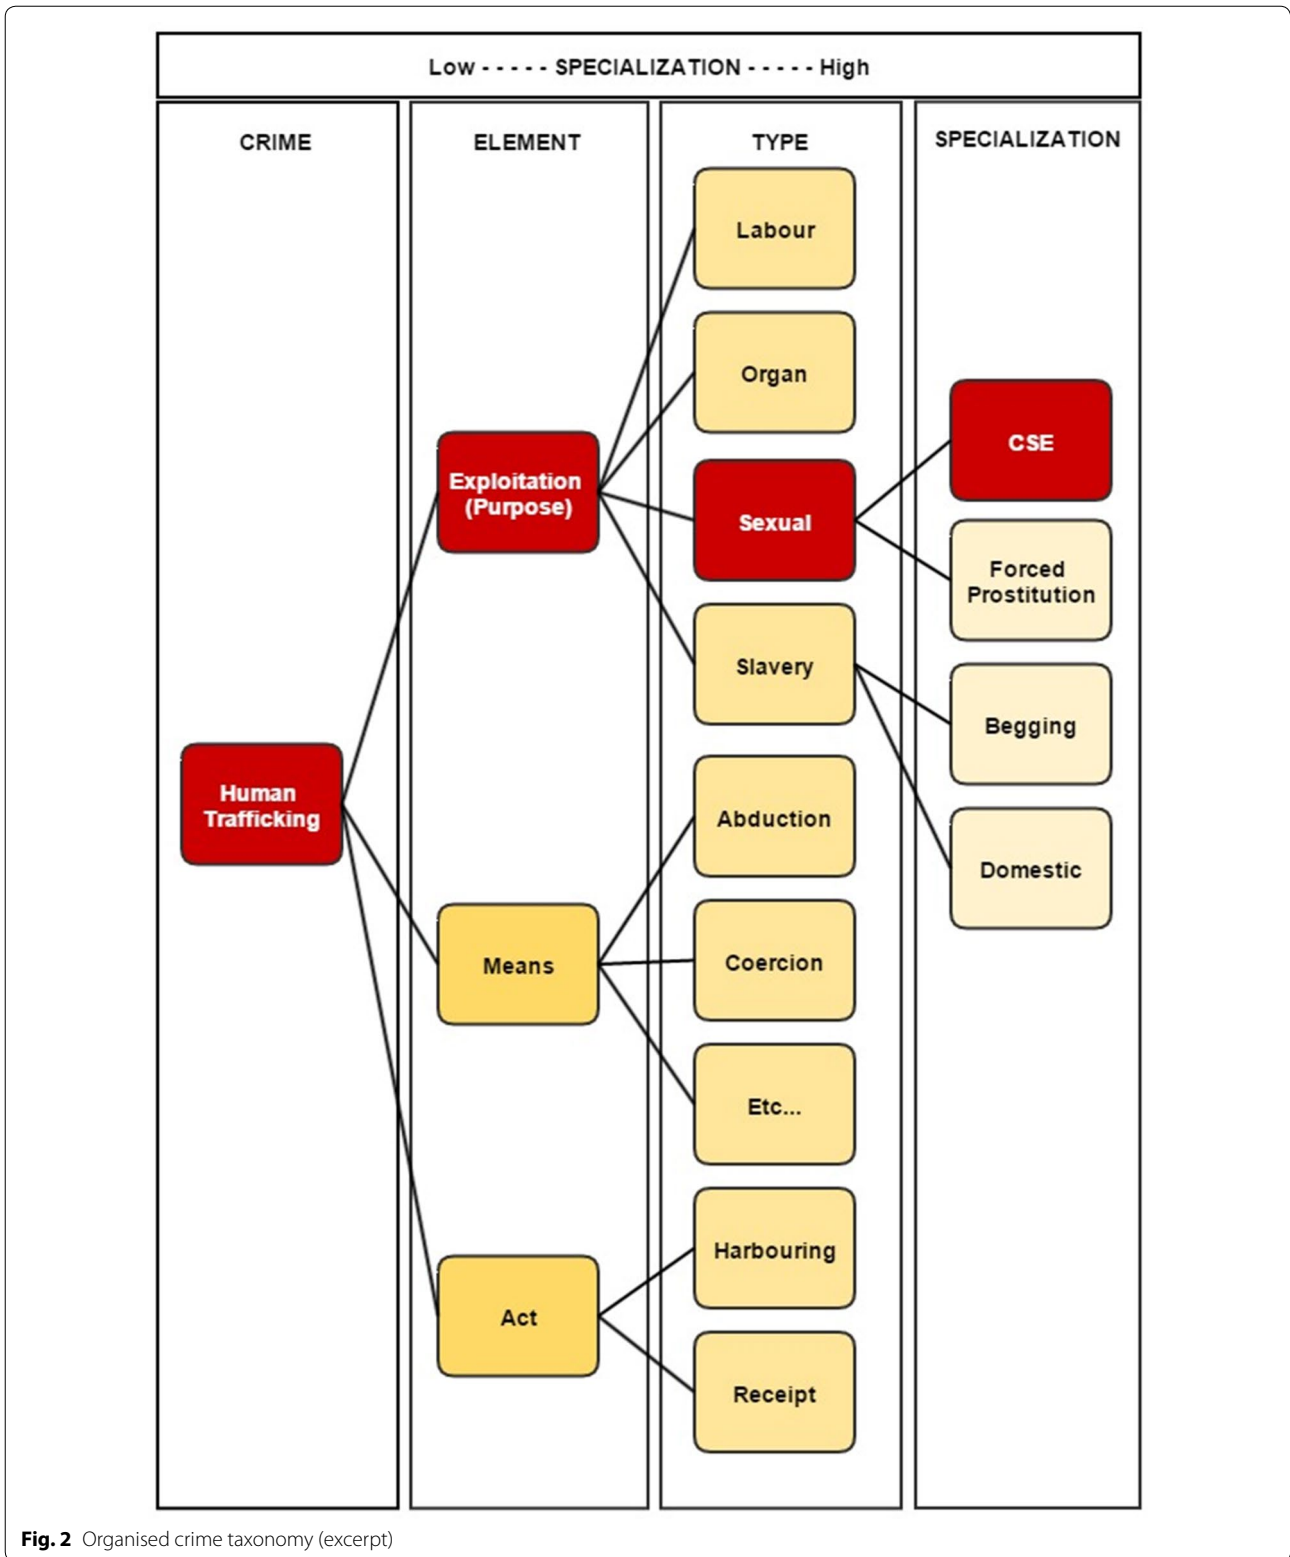 Low - - - - - SPECIALIZATION - - - - - High
CRIME
ELEMENT
TYPE
SPECIALIZATION
Labour
Organ
Exploitation
(Purpose)
Sexual
CSE
Forced
Prostitution
Slavery
Begging
Human
Trafficking
Abduction
Domestic
Means
Coercion
Etc...
Harbouring
Act
Receipt
Fig. 2 Organised crime taxonomy (excerpt)